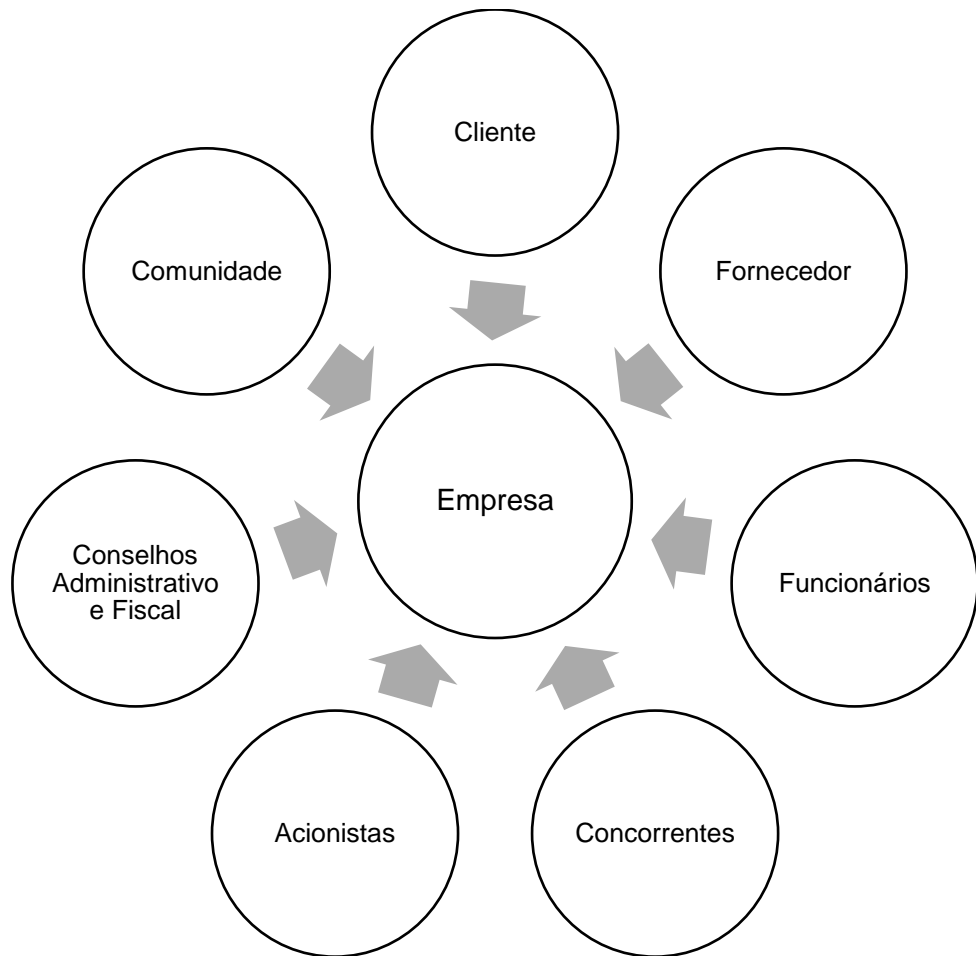 Cliente
Comunidade
Fornecedor
Empresa
Conselhos
Administrativo
e Fiscal
Funcionários
Acionistas
Concorrentes